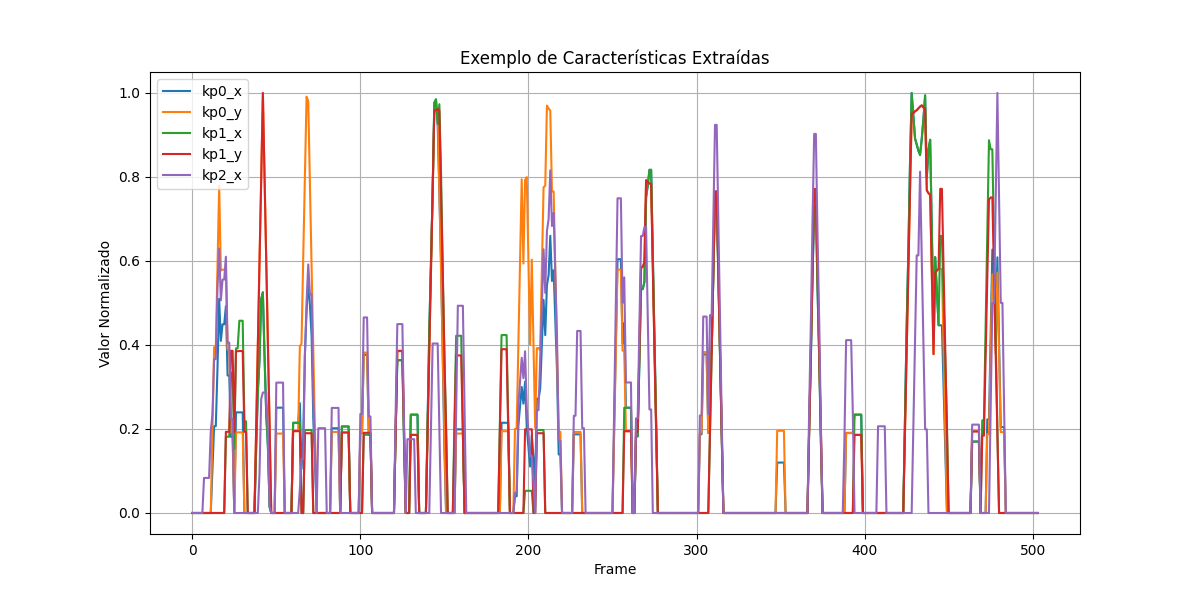 Exemplo de Características Extraídas
kp0_x
kp0_y
kp1_x
kp1_y
kp2_x
Valor Normalizado
1.0
0.8
0.6
0.4
0.2
0.0
0 100 200 300 400 500
Frame